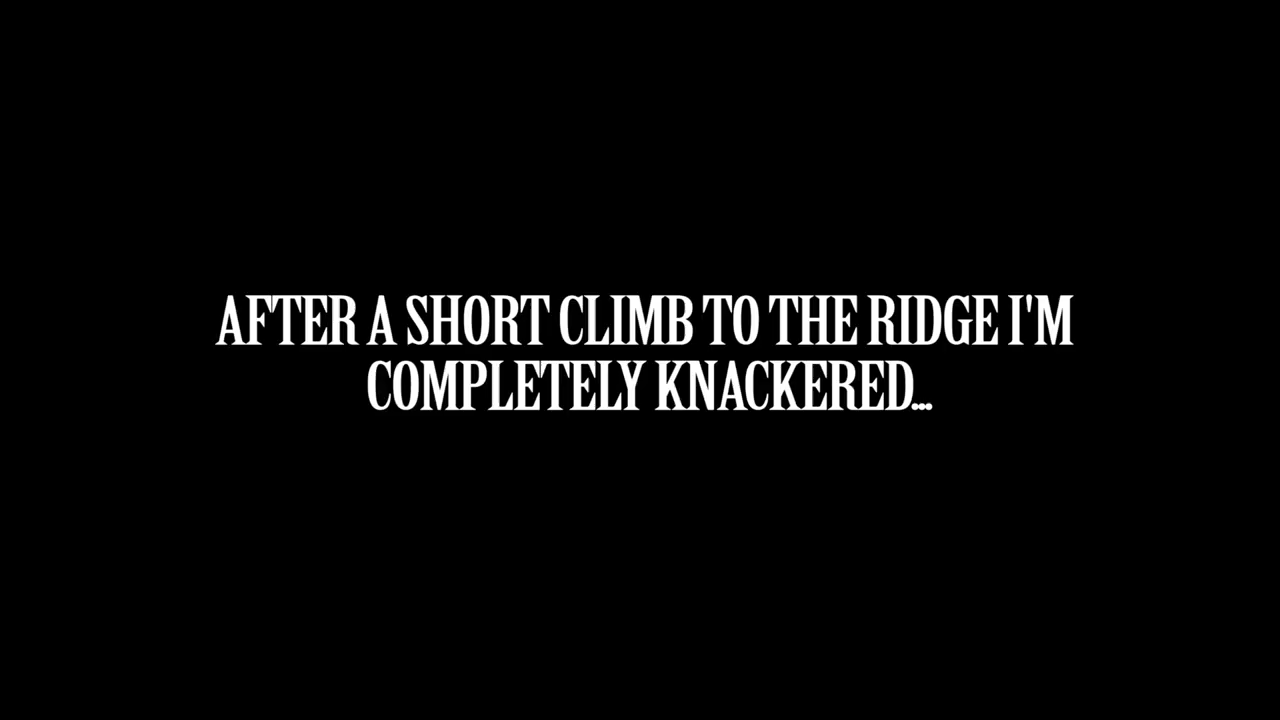 AFTER A SHORT CLIMB TO THE RIDGE I'M
COMPLETELY KNACKERED...